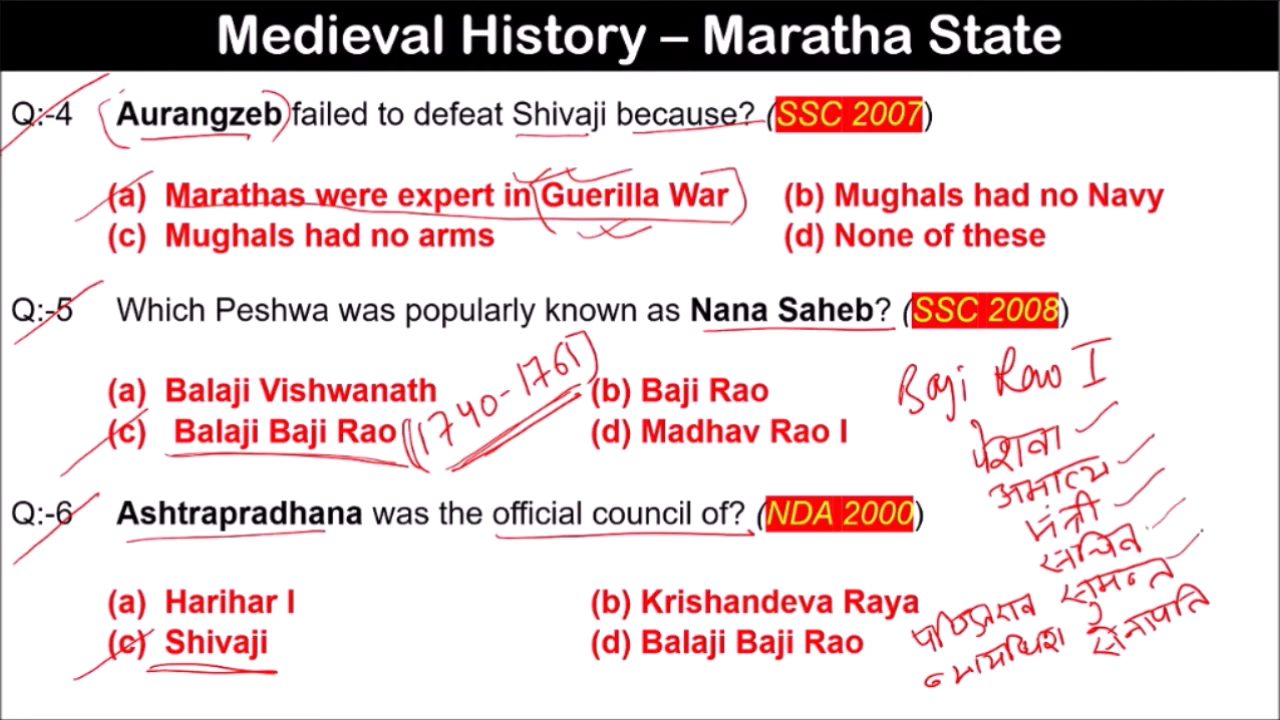 Medieval History – Maratha State
Q:-4 Aurangzeb failed to defeat Shivaji because? (SSC 2007)
(a) Marathas were expert in Guerilla War (b) Mughals had no Navy
(c) Mughals had no arms (d) None of these
Q:-5 Which Peshwa was popularly known as Nana Saheb? (SSC 2008)
(a) Balaji Vishwanath (b) Baji Rao
(c) Balaji Baji Rao (1740-1761) (d) Madhav Rao I
Baji Rao I
पेशवा
अमात्य
मंत्री
सचिव
सुमन्त
सेनापति
Q:-6 Ashtrapradhana was the official council of? (NDA 2000)
(a) Harihar I (b) Krishandeva Raya
(c) Shivaji (d) Balaji Baji Rao